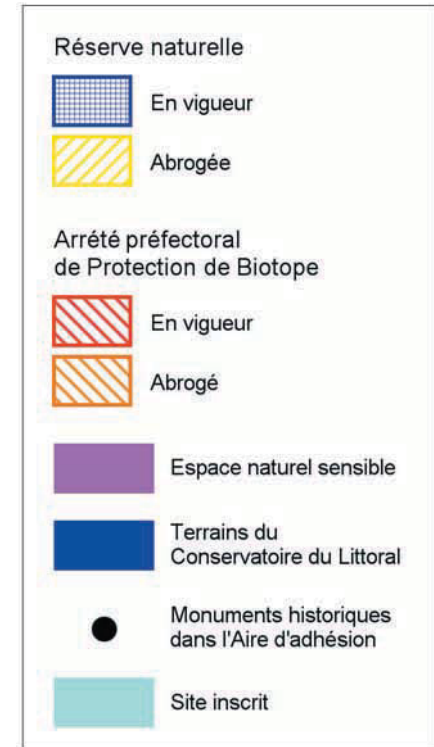 Réserve naturelle
En vigueur
Abrogée
Arrété préfectoral
de Protection de Biotope
En vigueur
Abrogé
Espace naturel sensible
Terrains du
Conservatoire du Littoral
Monuments historiques
dans l'Aire d'adhésion
Site inscrit